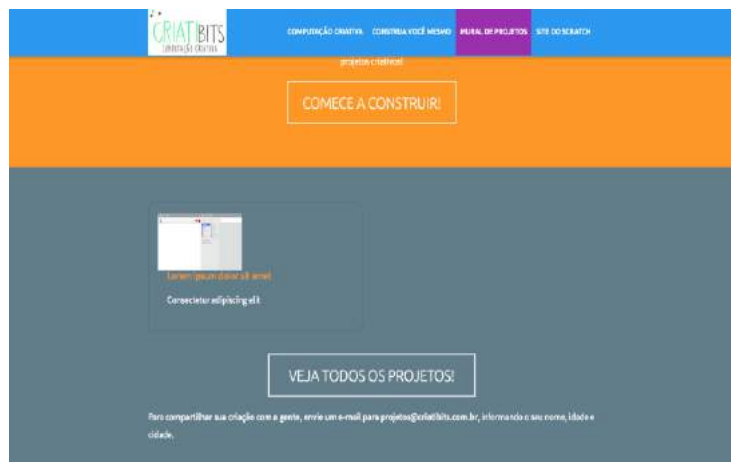 CRIATIBITS
COMPUTAÇÃO CRIATIVA
COMPUTAÇÃO CRIATIVA CONSTRUA VOCÊ MESMO MURAL DE PROJETOS SITE DO SCRATCH
projetos criativos!
COMECE A CONSTRUIR!
Lorem ipsum dolor sit amet
Consectetur adipiscing elit
VEJA TODOS OS PROJETOS!
Para compartilhar sua criação com a gente, envie um e-mail para projetos@criatibits.com.br, informando o seu nome, idade e
cidade.